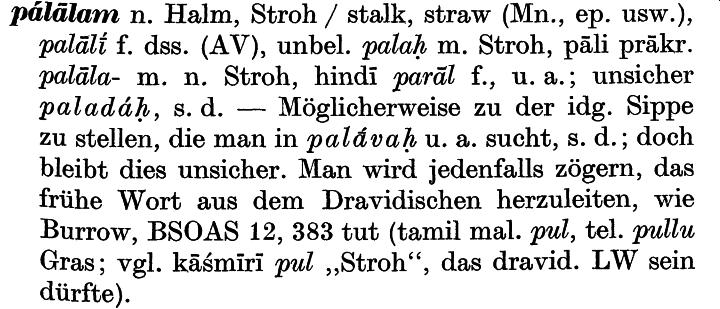 pálālam n. Halm, Stroh / stalk, straw (Mn., ep. usw.),
palālī́ f. dss. (AV), unbel. palaḥ m. Stroh, pāli prākr.
palāla- m. n. Stroh, hindī parāl f., u. a.; unsicher
paladáḥ, s. d. — Möglicherweise zu der idg. Sippe
zu stellen, die man in palā́vaḥ u. a. sucht, s. d.; doch
bleibt dies unsicher. Man wird jedenfalls zögern, das
frühe Wort aus dem Dravidischen herzuleiten, wie
Burrow, BSOAS 12, 383 tut (tamil mal. pul, tel. pullu
Gras; vgl. kāśmīrī pul „Stroh“, das dravid. LW sein
dürfte).